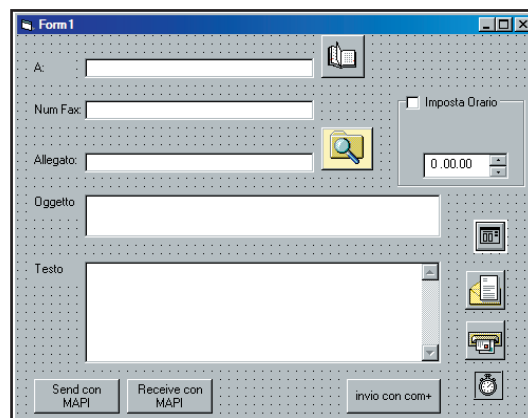 Form1
A:
Num Fax:
Imposta Orario
Allegato:
0 .00.00
Oggetto
Testo
Send con
MAPI
Receive con
MAPI
invio con com+